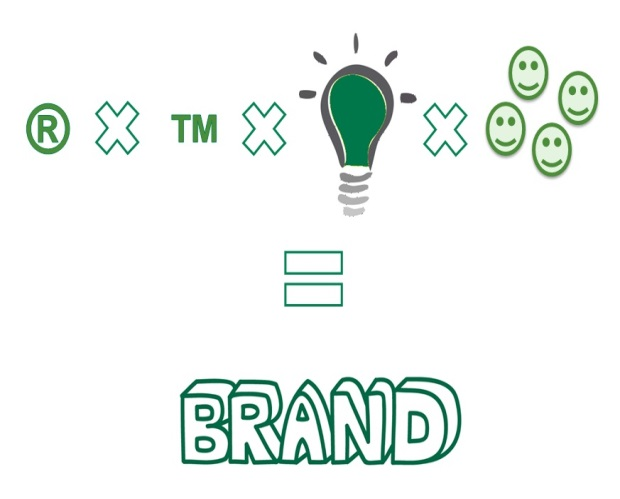 ® × TM ×  ×
=
BRAND